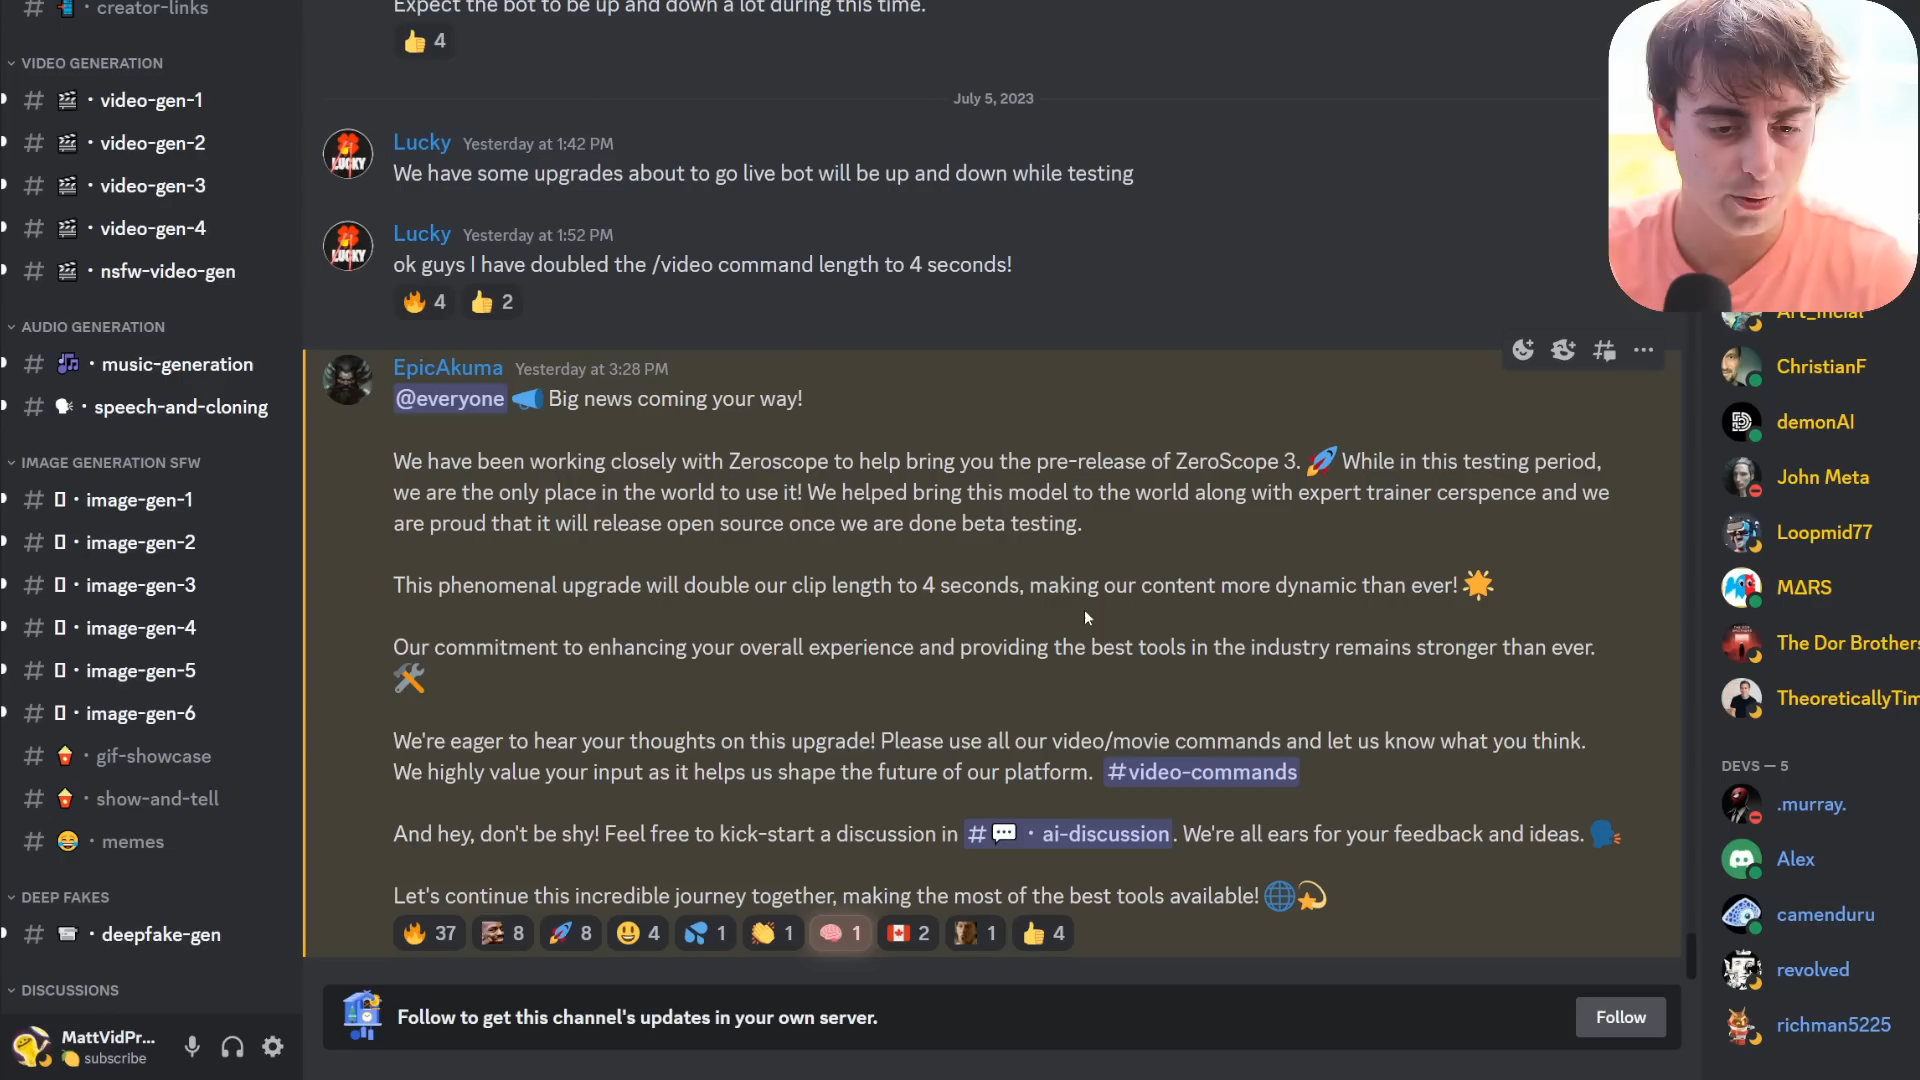 creator-links
VIDEO GENERATION
# · video-gen-1
# · video-gen-2
# · video-gen-3
# · video-gen-4
# · nsfw-video-gen
AUDIO GENERATION
# · music-generation
# · speech-and-cloning
IMAGE GENERATION SFW
# · image-gen-1
# · image-gen-2
# · image-gen-3
# · image-gen-4
# · image-gen-5
# · image-gen-6
# 🍿 · gif-showcase
# 🍿 · show-and-tell
# 😂 · memes
DEEP FAKES
# · deepfake-gen
DISCUSSIONS
MattVidPr...
subscribe
Expect the bot to be up and down a lot during this time.
👍 4
July 5, 2023
LUCKY
Lucky Yesterday at 1:42 PM
We have some upgrades about to go live bot will be up and down while testing
LUCKY
Lucky Yesterday at 1:52 PM
ok guys I have doubled the /video command length to 4 seconds!
🔥 4 👍 2
EpicAkuma Yesterday at 3:28 PM
@everyone 📣 Big news coming your way!
We have been working closely with Zeroscope to help bring you the pre-release of ZeroScope 3. 🚀 While in this testing period,
we are the only place in the world to use it! We helped bring this model to the world along with expert trainer cerspence and we
are proud that it will release open source once we are done beta testing.
This phenomenal upgrade will double our clip length to 4 seconds, making our content more dynamic than ever! 🌟
Our commitment to enhancing your overall experience and providing the best tools in the industry remains stronger than ever.
🛠
We're eager to hear your thoughts on this upgrade! Please use all our video/movie commands and let us know what you think.
We highly value your input as it helps us shape the future of our platform. #video-commands
And hey, don't be shy! Feel free to kick-start a discussion in # 💬 · ai-discussion. We're all ears for your feedback and ideas. 🗣
Let's continue this incredible journey together, making the most of the best tools available! 🌐💫
🔥 37 8 🚀 8 😃 4 💦 1 👏 1 🧠 1 🇨🇦 2 1 👍 4
Follow to get this channel's updates in your own server.
Follow
ChristianF
demonAI
John Meta
Loopmid77
MΔRS
The Dor Brothers
TheoreticallyTim
DEVS — 5
.murray.
Alex
camenduru
revolved
richman5225